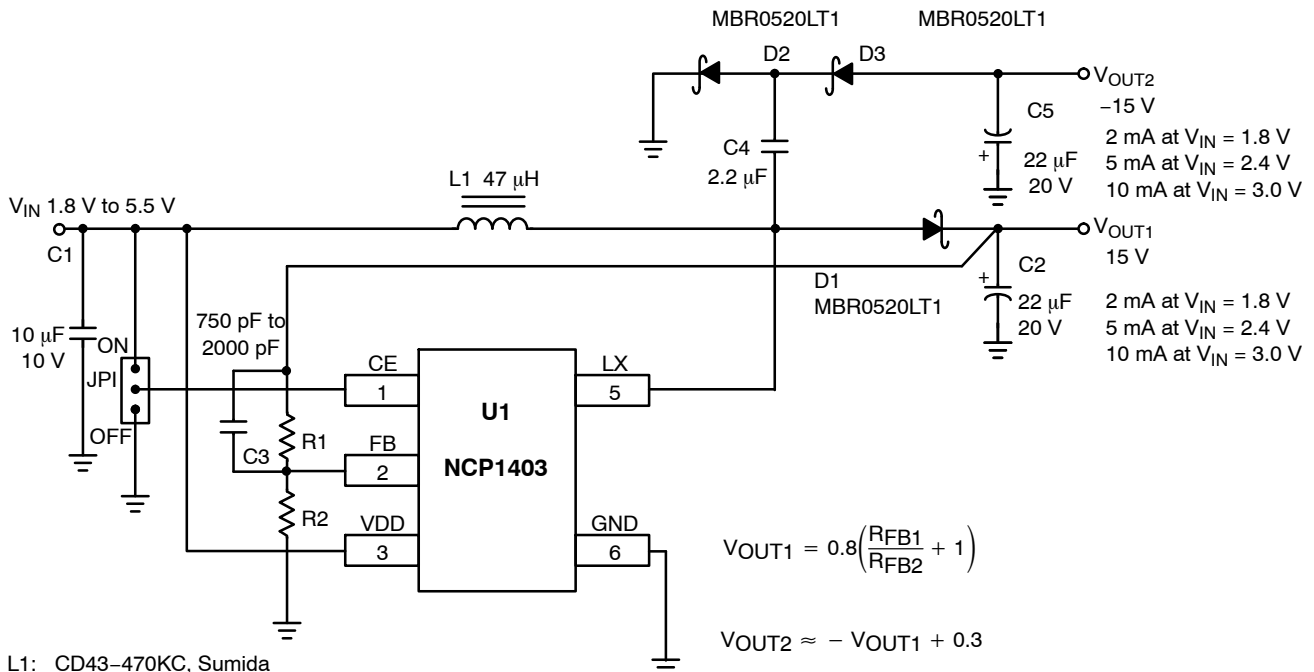 MBR0520LT1
MBR0520LT1
D2
D3
VOUT2
−15 V
C5
C4
2.2 μF
+
22 μF
20 V
2 mA at VIN = 1.8 V
5 mA at VIN = 2.4 V
10 mA at VIN = 3.0 V
L1 47 μH
VIN 1.8 V to 5.5 V
C1
VOUT1
15 V
D1
MBR0520LT1
+
C2
22 μF
20 V
2 mA at VIN = 1.8 V
5 mA at VIN = 2.4 V
10 mA at VIN = 3.0 V
10 μF
10 V
ON
JPI
OFF
750 pF to
2000 pF
CE
1
LX
5
U1
NCP1403
R1
C3
FB
2
R2
VDD
3
GND
6
VOUT1 = 0.8(RFB1/RFB2 + 1)
VOUT2 ≈ − VOUT1 + 0.3
L1: CD43−470KC, Sumida